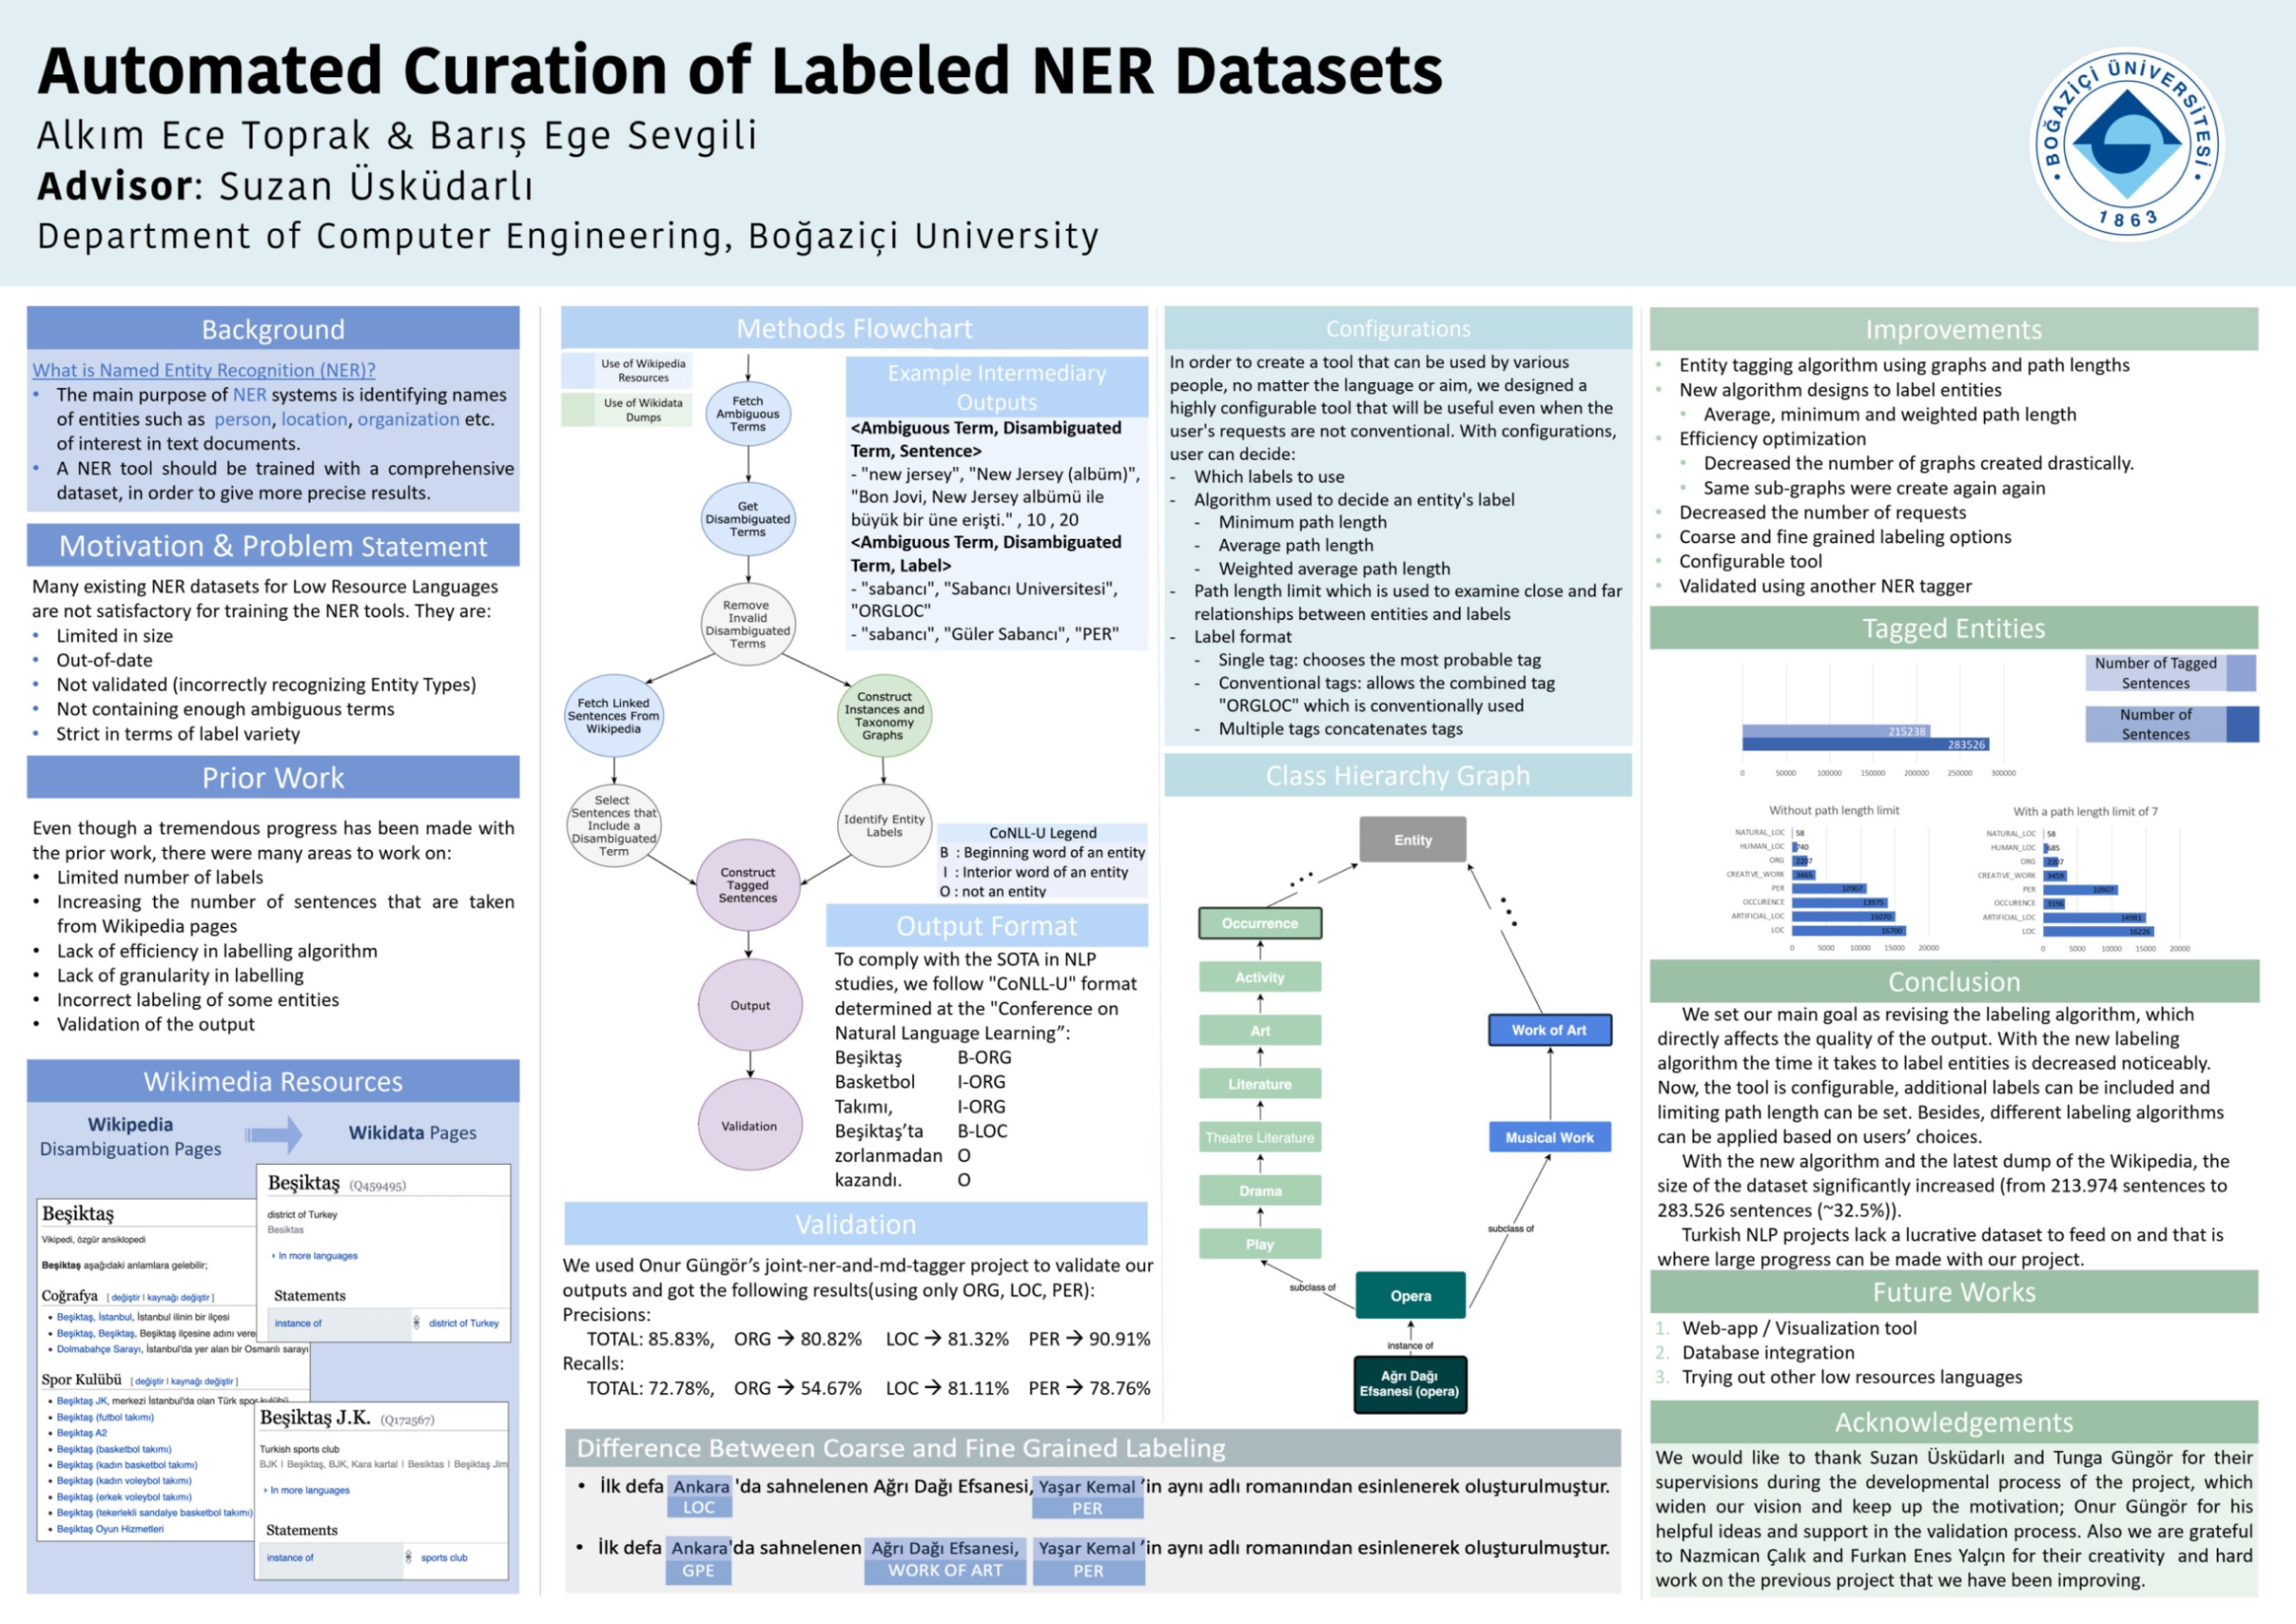 Automated Curation of Labeled NER Datasets
Alkım Ece Toprak & Barış Ege Sevgili
Advisor: Suzan Üsküdarlı
Department of Computer Engineering, Boğaziçi University
BOĞAZİÇİ ÜNİVERSİTESİ
1863
Background
What is Named Entity Recognition (NER)?
• The main purpose of NER systems is identifying names
of entities such as person, location, organization etc.
of interest in text documents.
• A NER tool should be trained with a comprehensive
dataset, in order to give more precise results.
Motivation & Problem Statement
Many existing NER datasets for Low Resource Languages
are not satisfactory for training the NER tools. They are:
• Limited in size
• Out-of-date
• Not validated (incorrectly recognizing Entity Types)
• Not containing enough ambiguous terms
• Strict in terms of label variety
Prior Work
Even though a tremendous progress has been made with
the prior work, there were many areas to work on:
• Limited number of labels
• Increasing the number of sentences that are taken
from Wikipedia pages
• Lack of efficiency in labelling algorithm
• Lack of granularity in labelling
• Incorrect labeling of some entities
• Validation of the output
Wikimedia Resources
Wikipedia
Disambiguation Pages
Wikidata Pages
Beşiktaş
Vikipedi, özgür ansiklopedi
Beşiktaş aşağıdaki anlamlara gelebilir;
Coğrafya [ değiştir | kaynağı değiştir ]
• Beşiktaş, İstanbul, İstanbul ilinin bir ilçesi
• Beşiktaş, Beşiktaş, Beşiktaş ilçesine adını vere
• Dolmabahçe Sarayı, İstanbul'da yer alan bir Osmanlı sarayı
Spor Kulübü [ değiştir | kaynağı değiştir ]
• Beşiktaş JK, merkezi İstanbul'da olan Türk spor kulübü
• Beşiktaş (futbol takımı)
• Beşiktaş A2
• Beşiktaş (basketbol takımı)
• Beşiktaş (kadın basketbol takımı)
• Beşiktaş (kadın voleybol takımı)
• Beşiktaş (erkek voleybol takımı)
• Beşiktaş (tekerlekli sandalye basketbol takımı)
• Beşiktaş Oyun Hizmetleri
Beşiktaş (Q459495)
district of Turkey
Besiktas
In more languages
Statements
instance of
district of Turkey
Beşiktaş J.K. (Q172567)
Turkish sports club
BJK | Beşiktaş, BJK, Kara kartal | Besiktas | Beşiktaş Jim
In more languages
Statements
instance of
sports club
Methods Flowchart
Use of Wikipedia
Resources
Use of Wikidata
Dumps
Fetch
Ambiguous
Terms
Get
Disambiguated
Terms
Remove
Invalid
Disambiguated
Terms
Fetch Linked
Sentences From
Wikipedia
Construct
Instances and
Taxonomy
Graphs
Select
Sentences that
Include a
Disambiguated
Term
Identify Entity
Labels
Construct
Tagged
Sentences
Output
Validation
Example Intermediary
Outputs
<Ambiguous Term, Disambiguated
Term, Sentence>
- "new jersey", "New Jersey (albüm)",
"Bon Jovi, New Jersey albümü ile
büyük bir üne erişti." , 10 , 20
<Ambiguous Term, Disambiguated
Term, Label>
- "sabancı", "Sabancı Universitesi",
"ORGLOC"
- "sabancı", "Güler Sabancı", "PER"
CoNLL-U Legend
B : Beginning word of an entity
I : Interior word of an entity
O : not an entity
Output Format
To comply with the SOTA in NLP
studies, we follow "CoNLL-U" format
determined at the "Conference on
Natural Language Learning”:
Beşiktaş B-ORG
Basketbol I-ORG
Takımı, I-ORG
Beşiktaş’ta B-LOC
zorlanmadan O
kazandı. O
Validation
We used Onur Güngör’s joint-ner-and-md-tagger project to validate our
outputs and got the following results(using only ORG, LOC, PER):
Precisions:
TOTAL: 85.83%, ORG → 80.82% LOC → 81.32% PER → 90.91%
Recalls:
TOTAL: 72.78%, ORG → 54.67% LOC → 81.11% PER → 78.76%
Configurations
In order to create a tool that can be used by various
people, no matter the language or aim, we designed a
highly configurable tool that will be useful even when the
user's requests are not conventional. With configurations,
user can decide:
- Which labels to use
- Algorithm used to decide an entity's label
- Minimum path length
- Average path length
- Weighted average path length
- Path length limit which is used to examine close and far
relationships between entities and labels
- Label format
- Single tag: chooses the most probable tag
- Conventional tags: allows the combined tag
"ORGLOC" which is conventionally used
- Multiple tags concatenates tags
Class Hierarchy Graph
Entity
Occurrence
Activity
Art
Literature
Theatre Literature
Drama
Play
Work of Art
Musical Work
subclass of
subclass of
Opera
instance of
Ağrı Dağı
Efsanesi (opera)
Difference Between Coarse and Fine Grained Labeling
• İlk defa Ankara 'da sahnelenen Ağrı Dağı Efsanesi, Yaşar Kemal ’in aynı adlı romanından esinlenerek oluşturulmuştur.
LOC PER
• İlk defa Ankara'da sahnelenen Ağrı Dağı Efsanesi, Yaşar Kemal ’in aynı adlı romanından esinlenerek oluşturulmuştur.
GPE WORK OF ART PER
Improvements
• Entity tagging algorithm using graphs and path lengths
• New algorithm designs to label entities
• Average, minimum and weighted path length
• Efficiency optimization
• Decreased the number of graphs created drastically.
• Same sub-graphs were create again again
• Decreased the number of requests
• Coarse and fine grained labeling options
• Configurable tool
• Validated using another NER tagger
Tagged Entities
Number of Tagged
Sentences
Number of
Sentences
215238
283526
0 50000 100000 150000 200000 250000 300000
Without path length limit
NATURAL_LOC 58
HUMAN_LOC 740
ORG 2207
CREATIVE_WORK 3465
PER 10907
OCCURENCE 13975
ARTIFICIAL_LOC 15070
LOC 16700
0 5000 10000 15000 20000
With a path length limit of 7
NATURAL_LOC 58
HUMAN_LOC 685
ORG 2207
CREATIVE_WORK 3459
PER 10907
OCCURENCE 3196
ARTIFICIAL_LOC 14981
LOC 16226
0 5000 10000 15000 20000
Conclusion
We set our main goal as revising the labeling algorithm, which
directly affects the quality of the output. With the new labeling
algorithm the time it takes to label entities is decreased noticeably.
Now, the tool is configurable, additional labels can be included and
limiting path length can be set. Besides, different labeling algorithms
can be applied based on users’ choices.
With the new algorithm and the latest dump of the Wikipedia, the
size of the dataset significantly increased (from 213.974 sentences to
283.526 sentences (~32.5%)).
Turkish NLP projects lack a lucrative dataset to feed on and that is
where large progress can be made with our project.
Future Works
1. Web-app / Visualization tool
2. Database integration
3. Trying out other low resources languages
Acknowledgements
We would like to thank Suzan Üsküdarlı and Tunga Güngör for their
supervisions during the developmental process of the project, which
widen our vision and keep up the motivation; Onur Güngör for his
helpful ideas and support in the validation process. Also we are grateful
to Nazmican Çalık and Furkan Enes Yalçın for their creativity and hard
work on the previous project that we have been improving.